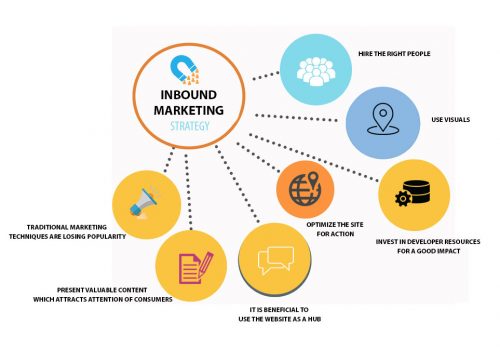 INBOUND
MARKETING
STRATEGY
HIRE THE RIGHT PEOPLE
USE VISUALS
INVEST IN DEVELOPER RESOURCES
FOR A GOOD IMPACT
OPTIMIZE THE SITE
FOR ACTION
IT IS BENEFICIAL TO
USE THE WEBSITE AS A HUB
PRESENT VALUABLE CONTENT
WHICH ATTRACTS ATTENTION OF CONSUMERS
TRADITIONAL MARKETING
TECHNIQUES ARE LOSING POPULARITY